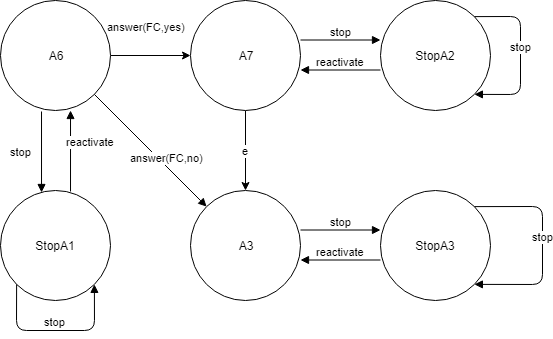 answer(FC,yes)
A6
A7
stop
reactivate
StopA2
stop
stop
reactivate
answer(FC,no)
e
StopA1
stop
A3
stop
reactivate
StopA3
stop